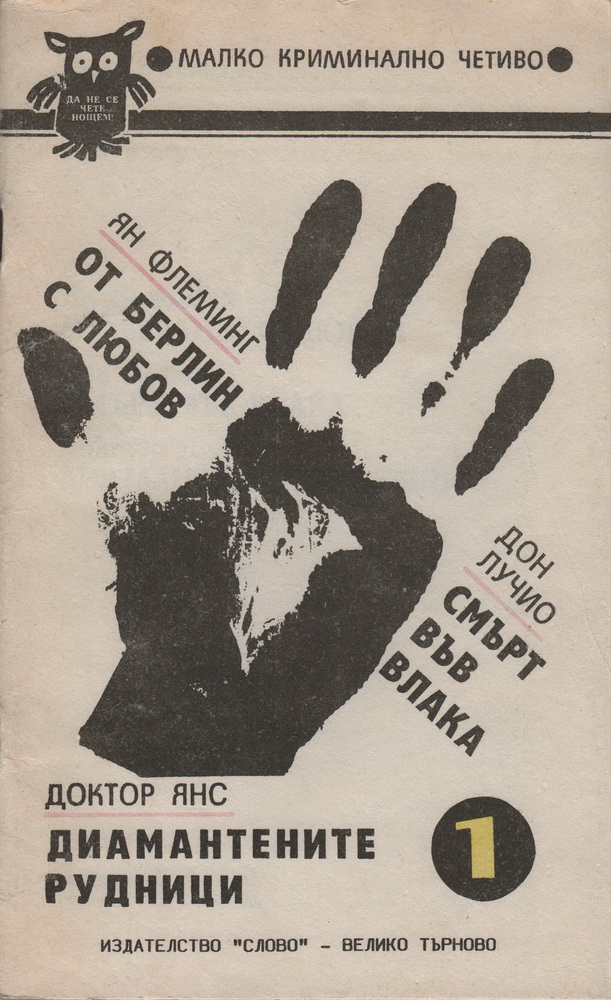 МАЛКО КРИМИНАЛНО ЧЕТИВО
ДА НЕ СЕ
ЧЕТЕ
НОЩЕМ!
ЯН ФЛЕМИНГ
ОТ БЕРЛИН
С ЛЮБОВ
ДОН
ЛУЧИО
СМЪРТ
ВЪВ
ВЛАКА
ДОКТОР ЯНС
ДИАМАНТЕНИТЕ
РУДНИЦИ
1
ИЗДАТЕЛСТВО "СЛОВО" - ВЕЛИКО ТЪРНОВО